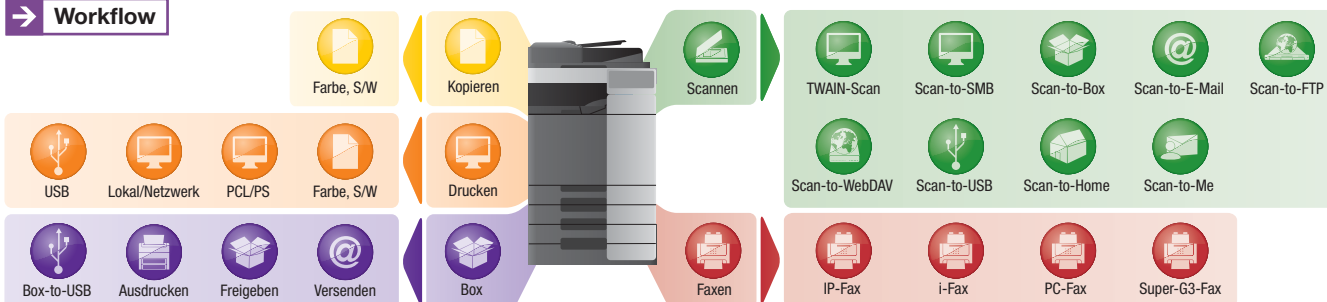 Workflow
Farbe, S/W
Kopieren
Scannen
TWAIN-Scan
Scan-to-SMB
Scan-to-Box
Scan-to-E-Mail
Scan-to-FTP
USB
Lokal/Netzwerk
PCL/PS
Farbe, S/W
Drucken
Scan-to-WebDAV
Scan-to-USB
Scan-to-Home
Scan-to-Me
Box-to-USB
Ausdrucken
Freigeben
Versenden
Box
Faxen
IP-Fax
i-Fax
PC-Fax
Super-G3-Fax